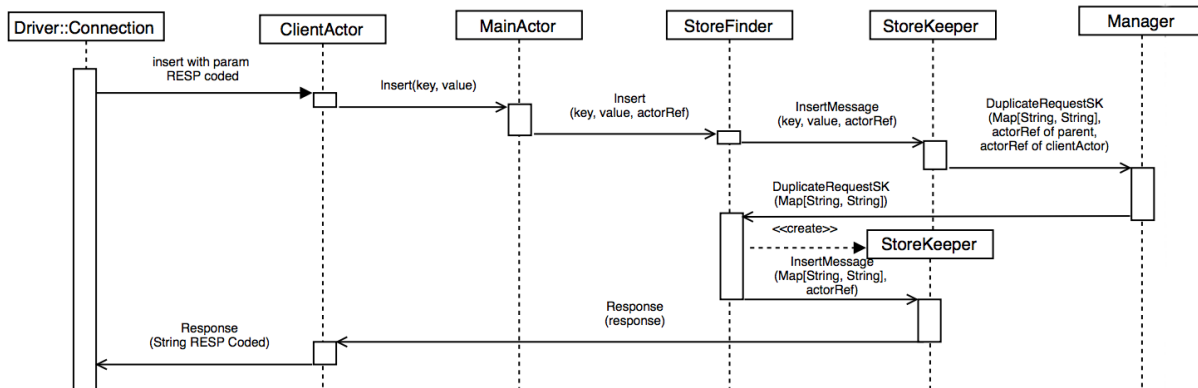 Driver::Connection
ClientActor
MainActor
StoreFinder
StoreKeeper
Manager
insert with param
RESP coded
Insert(key, value)
Insert
(key, value, actorRef)
InsertMessage
(key, value, actorRef)
DuplicateRequestSK
(Map[String, String],
actorRef of parent,
actorRef of clientActor)
DuplicateRequestSK
(Map[String, String])
<<create>>
StoreKeeper
InsertMessage
(Map[String, String],
actorRef)
Response
(response)
Response
(String RESP Coded)